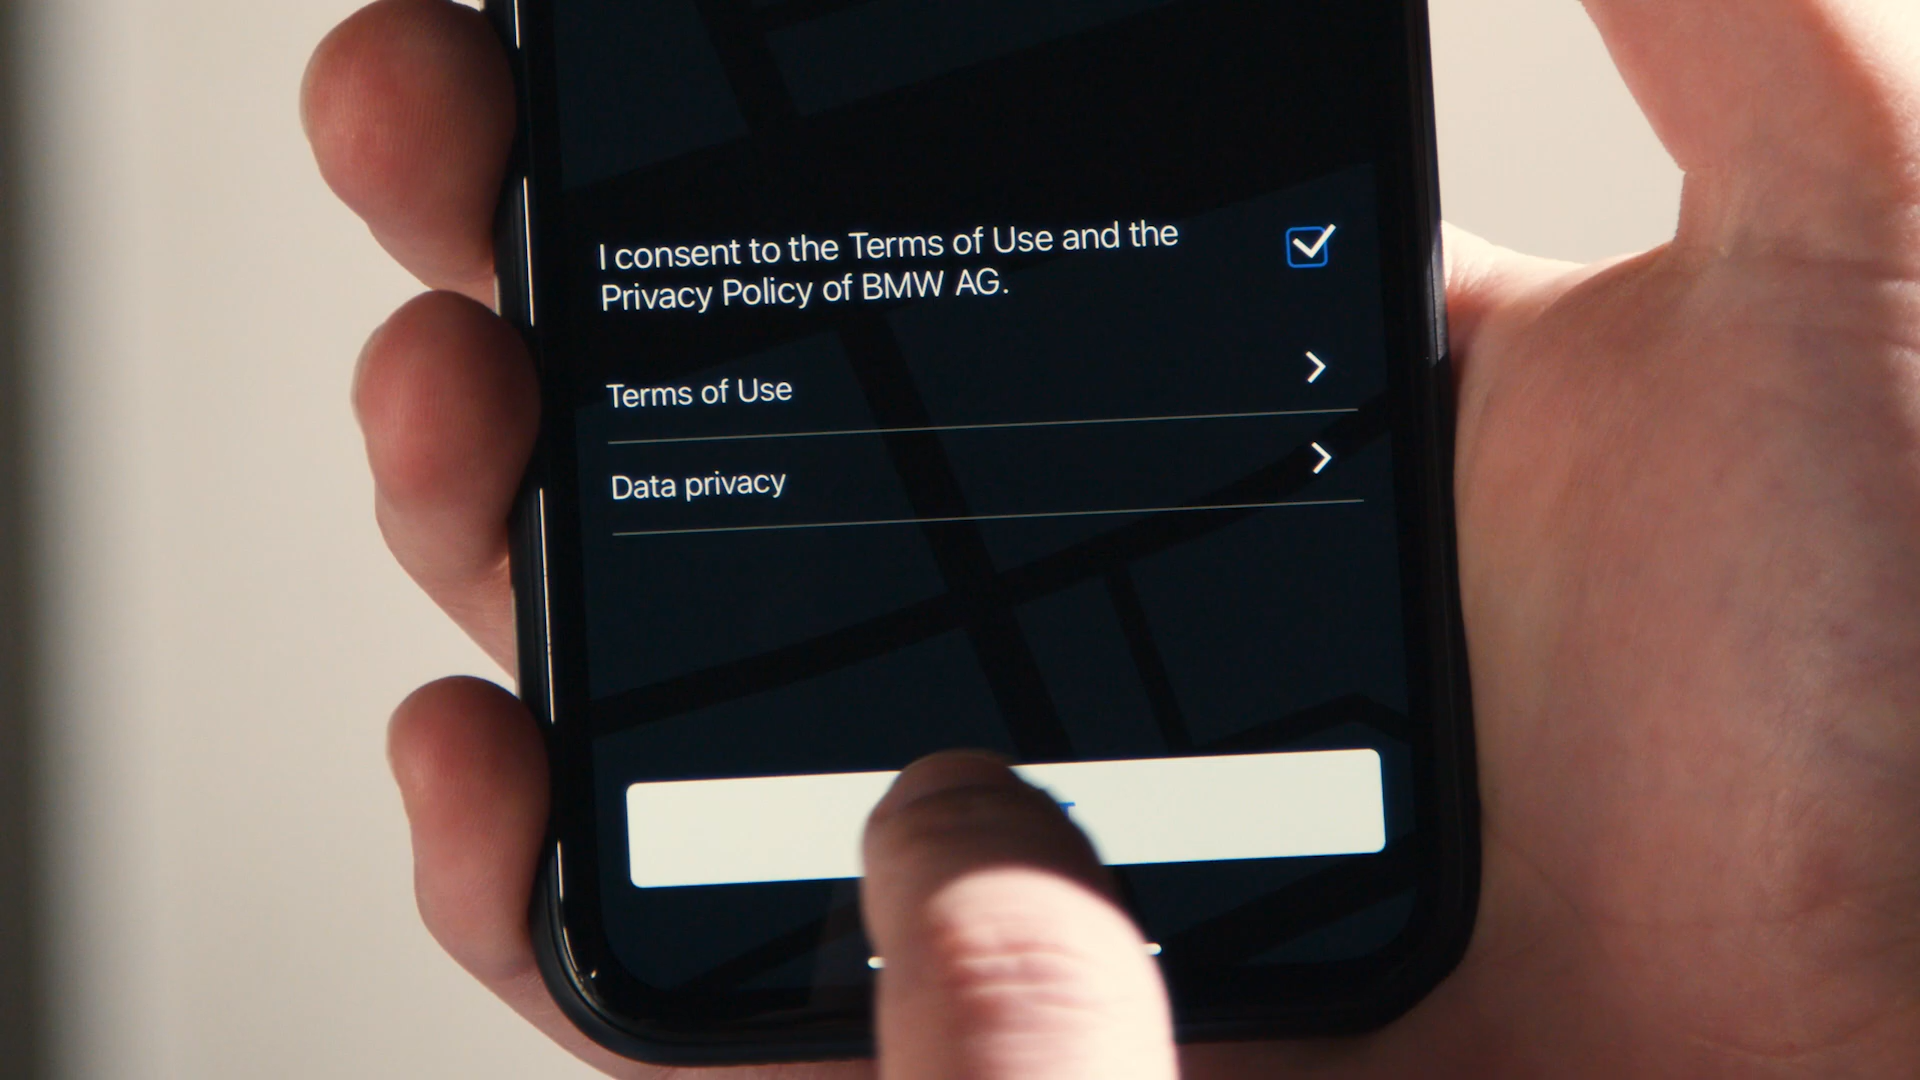 I consent to the Terms of Use and the
Privacy Policy of BMW AG.
Terms of Use
Data privacy